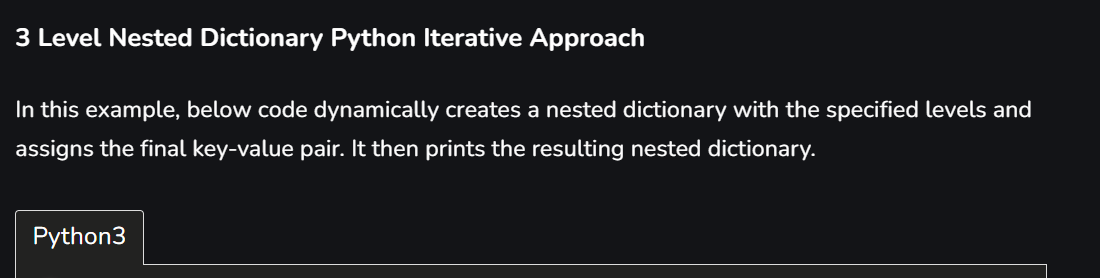 3 Level Nested Dictionary Python Iterative Approach
In this example, below code dynamically creates a nested dictionary with the specified levels and
assigns the final key-value pair. It then prints the resulting nested dictionary.
Python3